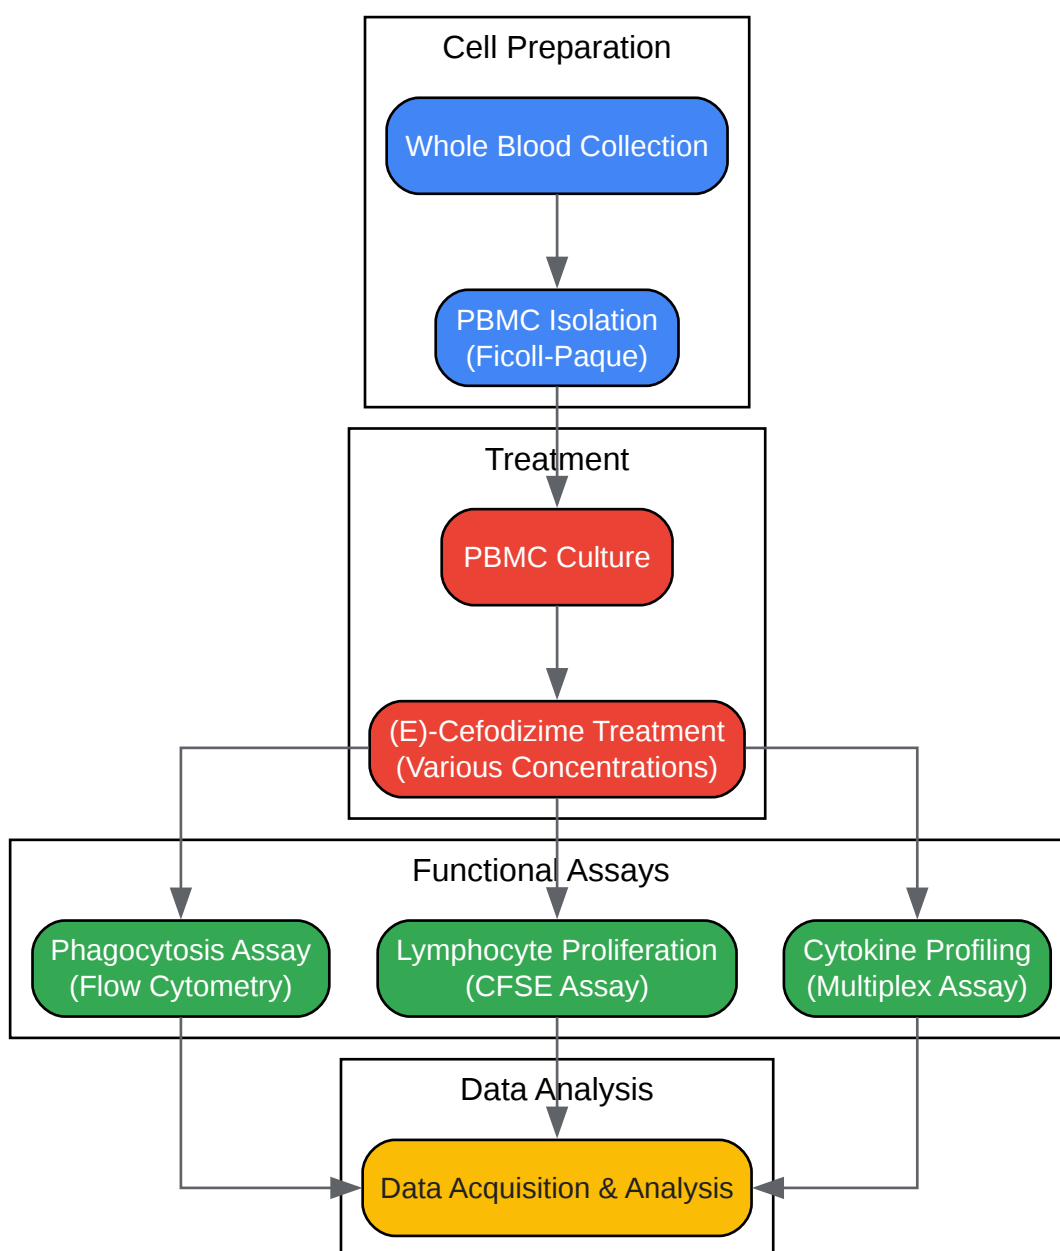 Cell Preparation
Whole Blood Collection
PBMC Isolation
(Ficoll-Paque)
Treatment
PBMC Culture
(E)-Cefodizime Treatment
(Various Concentrations)
Functional Assays
Phagocytosis Assay
(Flow Cytometry)
Lymphocyte Proliferation
(CFSE Assay)
Cytokine Profiling
(Multiplex Assay)
Data Analysis
Data Acquisition & Analysis